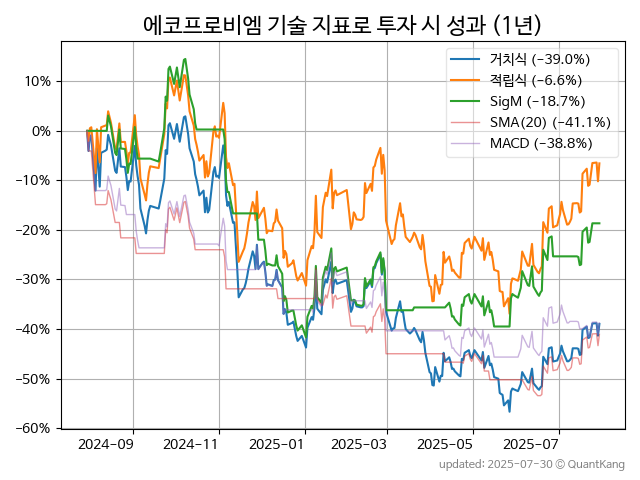 에코프로비엠 기술 지표로 투자 시 성과 (1년)
거치식 (−39.0%)
적립식 (−6.6%)
SigM (−18.7%)
SMA(20) (−41.1%)
MACD (−38.8%)
10%
0%
−10%
−20%
−30%
−40%
−50%
−60%
2024-09 2024-11 2025-01 2025-03 2025-05 2025-07
updated: 2025-07-30 © QuantKang